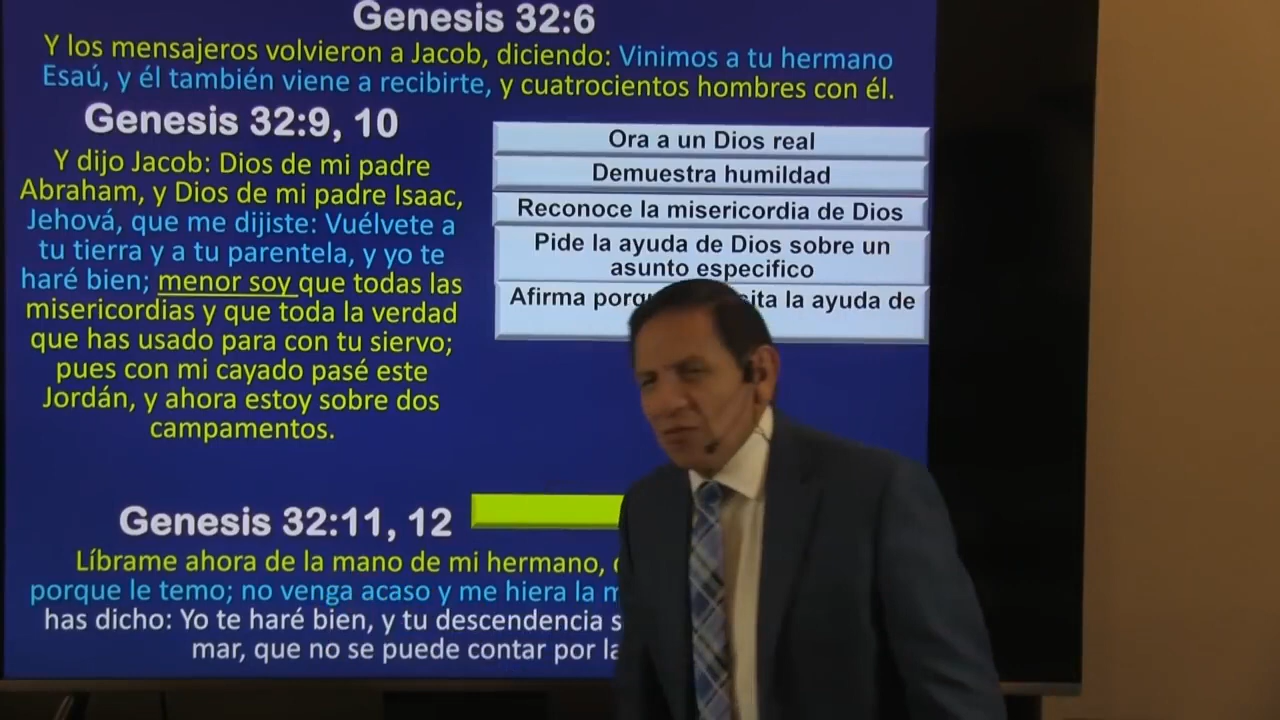 Genesis 32:6
Y los mensajeros volvieron a Jacob, diciendo: Vinimos a tu hermano
Esaú, y él también viene a recibirte, y cuatrocientos hombres con él.
Genesis 32:9, 10
Y dijo Jacob: Dios de mi padre
Abraham, y Dios de mi padre Isaac,
Jehová, que me dijiste: Vuélvete a
tu tierra y a tu parentela, y yo te
haré bien; menor soy que todas las
misericordias y que toda la verdad
que has usado para con tu siervo;
pues con mi cayado pasé este
Jordán, y ahora estoy sobre dos
campamentos.
Ora a un Dios real
Demuestra humildad
Reconoce la misericordia de Dios
Pide la ayuda de Dios sobre un
asunto especifico
Afirma la ayuda de
Genesis 32:11, 12
Líbrame ahora de la mano de mi hermano,
porque le temo; no venga acaso y me hiera la
has dicho: Yo te haré bien, y tu descendencia
mar, que no se puede contar por